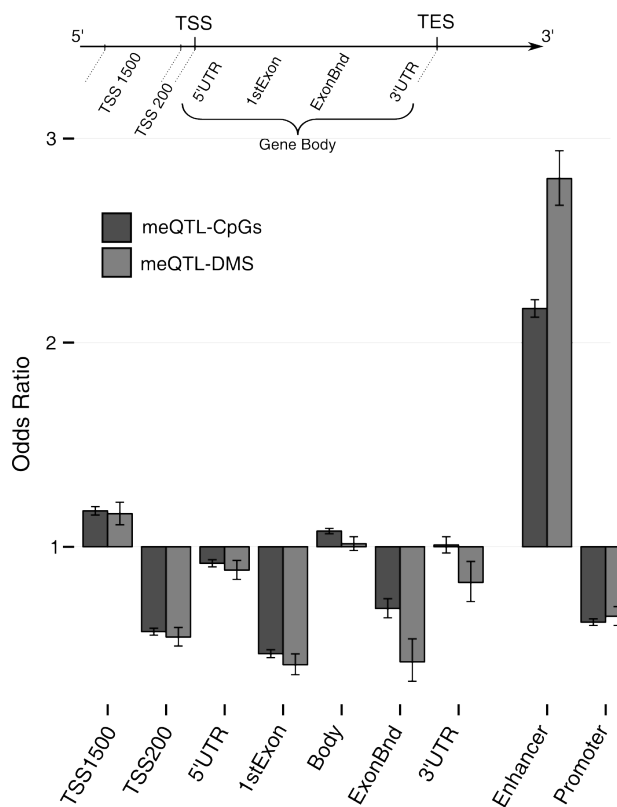 TSS
TES
5'
3'
TSS 1500
TSS 200
5'UTR
1stExon
ExonBnd
3'UTR
Gene Body
3
meQTL-CpGs
meQTL-DMS
2
Odds Ratio
1
TSS1500
TSS200
5'UTR
1stExon
Body
ExonBnd
3'UTR
Enhancer
Promoter